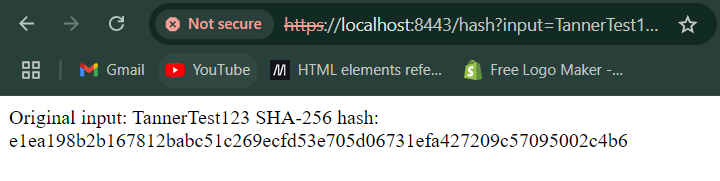 Not secure https://localhost:8443/hash?input=TannerTest1...
Gmail YouTube HTML elements refe... Free Logo Maker -...
Original input: TannerTest123 SHA-256 hash:
e1ea198b2b167812babc51c269ecfd53e705d06731efa427209c57095002c4b6